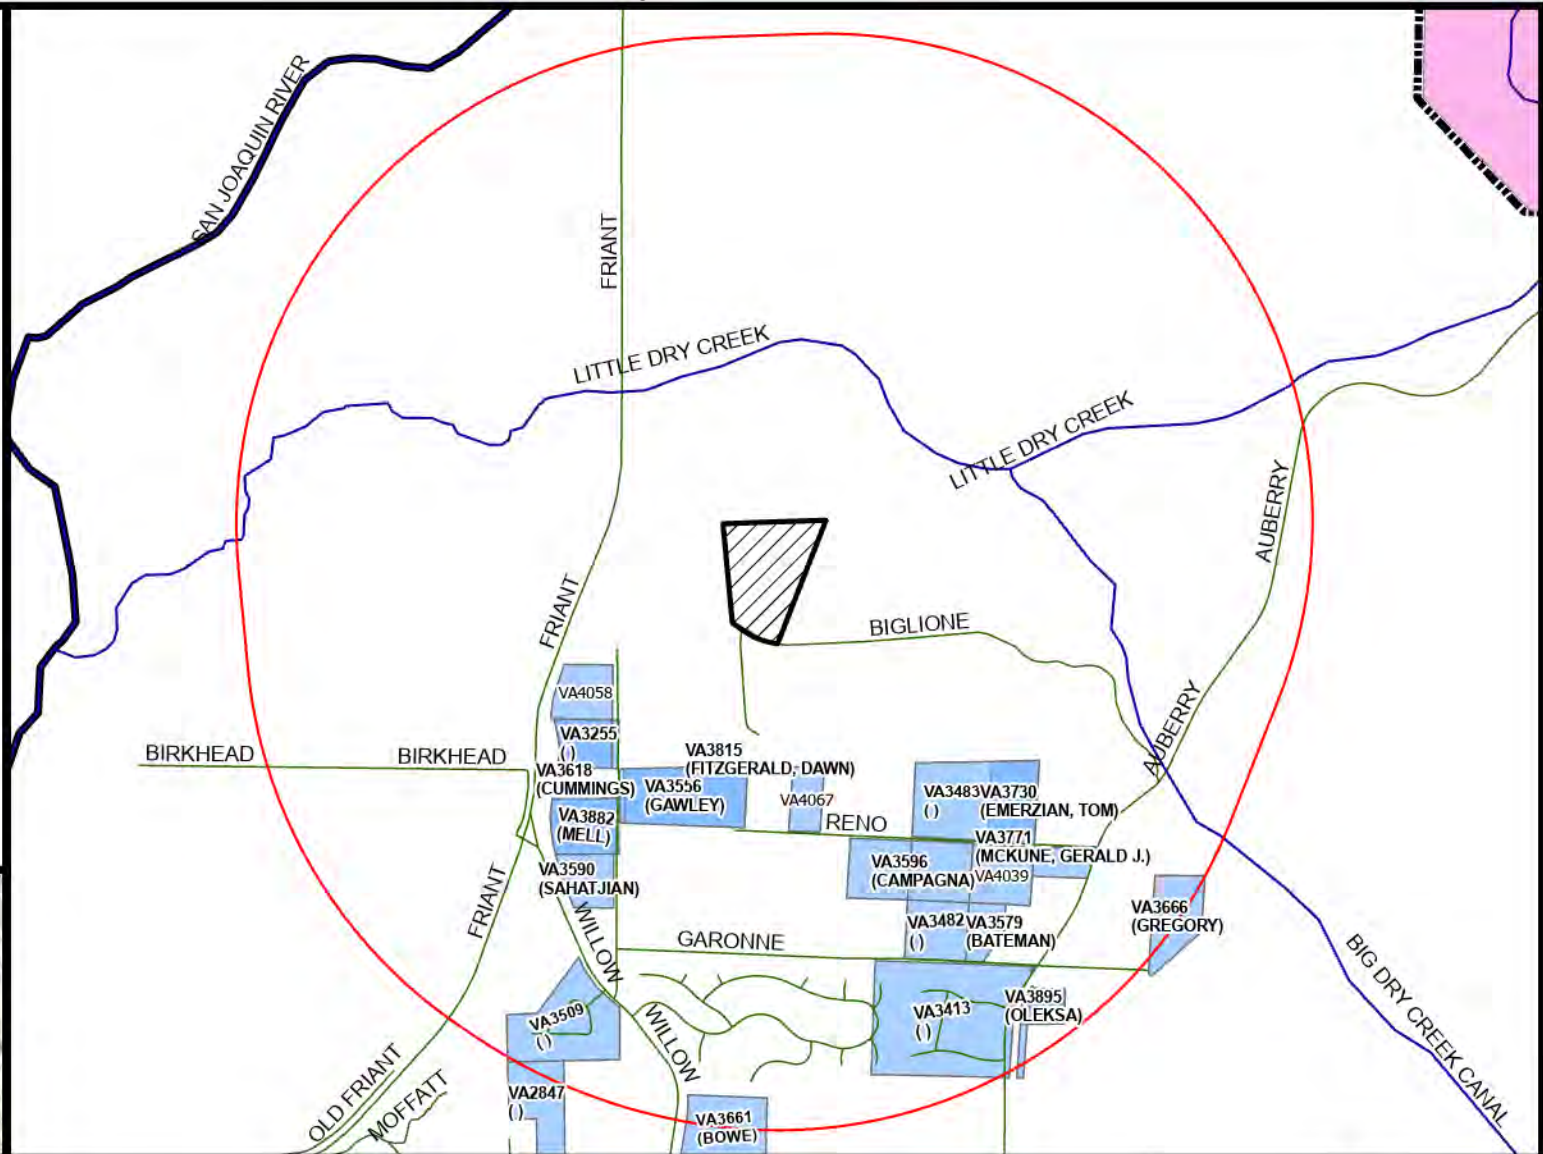 SAN JOAQUIN RIVER
FRIANT
LITTLE DRY CREEK
LITTLE DRY CREEK
AUBERRY
FRIANT
BIGLIONE
AUBERRY
VA4058
VA3255
( )
BIRKHEAD
BIRKHEAD
VA3618
(CUMMINGS)
VA3815
(FITZGERALD, DAWN)
VA3556
(GAWLEY)
VA4067
VA3483
( )
VA3730
(EMERZIAN, TOM)
VA3882
(MELL)
RENO
VA3771
(MCKUNE, GERALD J.)
VA3596
(CAMPAGNA)
VA4039
VA3590
(SAHATJIAN)
FRIANT
WILLOW
VA3666
(GREGORY)
VA3482
( )
VA3579
(BATEMAN)
GARONNE
VA3509
( )
WILLOW
VA3413
( )
VA3895
(OLEKSA)
BIG DRY CREEK CANAL
OLD FRIANT
MOFFATT
VA2847
( )
VA3661
(BOWE)